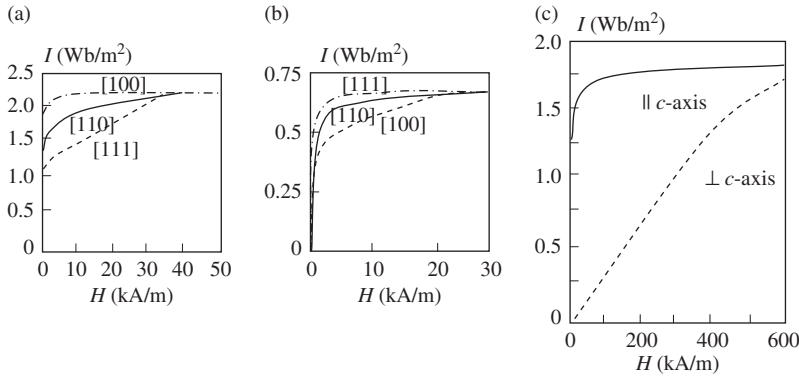 (a)
I (Wb/m²)
2.5
2.0
1.5
1.0
0.5
0
[100]
[110]
[111]
0 10 20 30 40 50
H (kA/m)
(b)
I (Wb/m²)
0.75
0.5
0.25
0
[111]
[110]
[100]
0 10 20 30
H (kA/m)
(c)
I (Wb/m²)
2.0
1.5
1.0
0.5
0
|| c-axis
⊥ c-axis
0 200 400 600
H (kA/m)